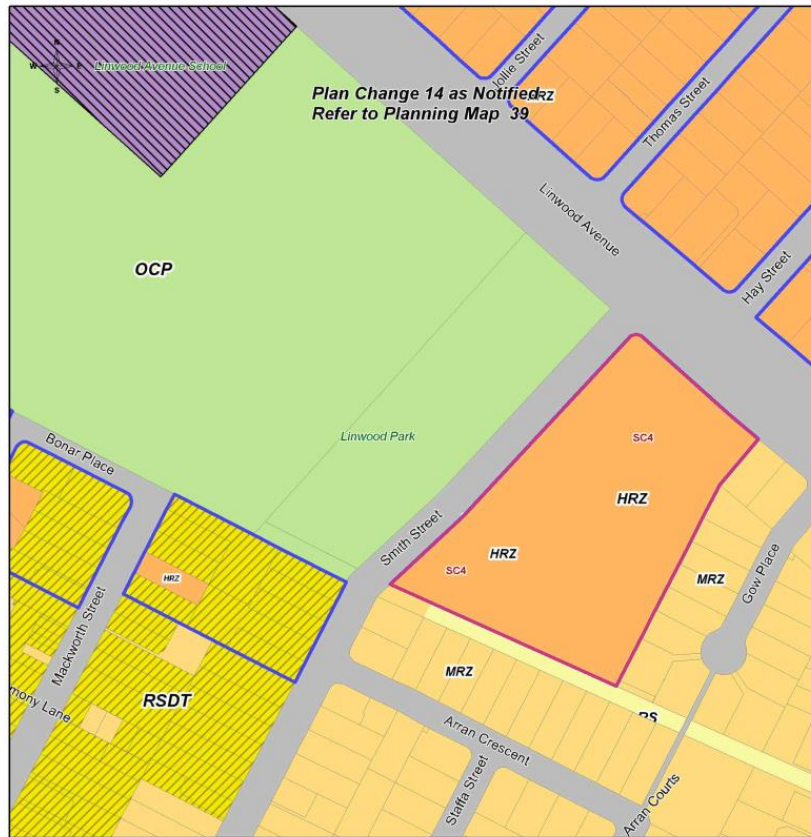 N
W E
S
Linwood Avenue School
Jollie Street
Plan Change 14 as Notified.
Refer to Planning Map 39
HRZ
Thomas Street
Linwood Avenue
Hay Street
OCP
Linwood Park
SC4
HRZ
Bonar Place
Smith Street
HRZ
SC4
HRZ
MRZ
Gow Place
Mackworth Street
MRZ
RSDT
mony Lane
RS
Arran Crescent
Staffa Street
Arran Courts